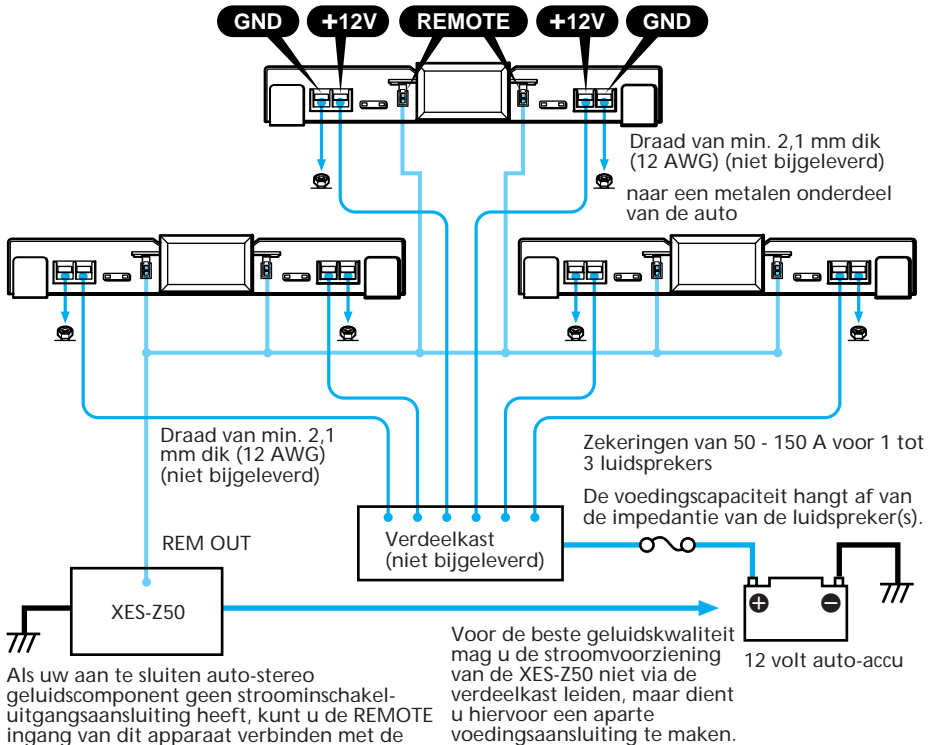 GND +12V REMOTE +12V GND
Draad van min. 2,1 mm dik
(12 AWG) (niet bijgeleverd)
naar een metalen onderdeel
van de auto
Draad van min. 2,1
mm dik (12 AWG)
(niet bijgeleverd)
Zekeringen van 50 - 150 A voor 1 tot
3 luidsprekers
De voedingscapaciteit hangt af van
de impedantie van de luidspreker(s).
REM OUT
Verdeelkast
(niet bijgeleverd)
XES-Z50
12 volt auto-accu
Als uw aan te sluiten auto-stereo
geluidscomponent geen stroominschakel-
uitgangsaansluiting heeft, kunt u de REMOTE
ingang van dit apparaat verbinden met de
Voor de beste geluidskwaliteit
mag u de stroomvoorziening
van de XES-Z50 niet via de
verdeelkast leiden, maar dient
u hiervoor een aparte
voedingsaansluiting te maken.